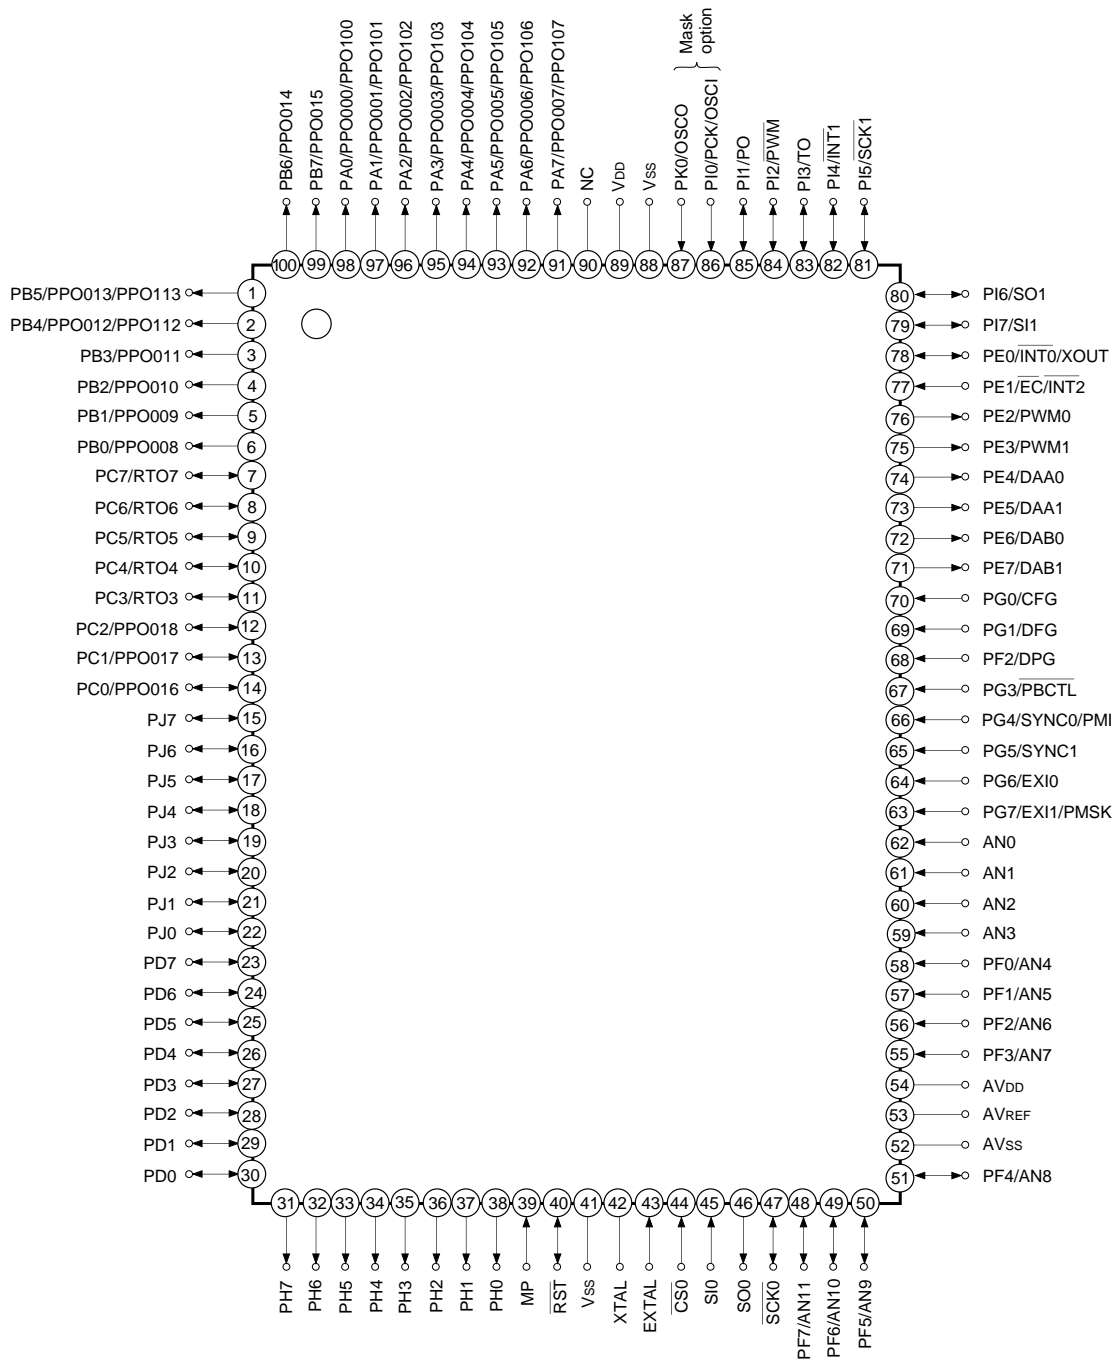 PB6/PPO014
PB7/PPO015
PA0/PPO000/PPO100
PA1/PPO001/PPO101
PA2/PPO002/PPO102
PA3/PPO003/PPO103
PA4/PPO004/PPO104
PA5/PPO005/PPO105
PA6/PPO006/PPO106
PA7/PPO007/PPO107
NC
VDD
VSS
PK0/OSCO
PI0/PCK/OSCI
Mask
option
PI1/PO
PI2/PWM
PI3/TO
PI4/INT1
PI5/SCK1
100
99
98
97
96
95
94
93
92
91
90
89
88
87
86
85
84
83
82
81
PB5/PPO013/PPO113 1
PB4/PPO012/PPO112 2
PB3/PPO011 3
PB2/PPO010 4
PB1/PPO009 5
PB0/PPO008 6
PC7/RTO7 7
PC6/RTO6 8
PC5/RTO5 9
PC4/RTO4 10
PC3/RTO3 11
PC2/PPO018 12
PC1/PPO017 13
PC0/PPO016 14
PJ7 15
PJ6 16
PJ5 17
PJ4 18
PJ3 19
PJ2 20
PJ1 21
PJ0 22
PD7 23
PD6 24
PD5 25
PD4 26
PD3 27
PD2 28
PD1 29
PD0 30
80 PI6/SO1
79 PI7/SI1
78 PE0/INT0/XOUT
77 PE1/EC/INT2
76 PE2/PWM0
75 PE3/PWM1
74 PE4/DAA0
73 PE5/DAA1
72 PE6/DAB0
71 PE7/DAB1
70 PG0/CFG
69 PG1/DFG
68 PF2/DPG
67 PG3/PBCTL
66 PG4/SYNC0/PMI
65 PG5/SYNC1
64 PG6/EXI0
63 PG7/EXI1/PMSK
62 AN0
61 AN1
60 AN2
59 AN3
58 PF0/AN4
57 PF1/AN5
56 PF2/AN6
55 PF3/AN7
54 AVDD
53 AVREF
52 AVSS
51 PF4/AN8
31
32
33
34
35
36
37
38
39
40
41
42
43
44
45
46
47
48
49
50
PH7
PH6
PH5
PH4
PH3
PH2
PH1
PH0
MP
RST
VSS
XTAL
EXTAL
CS0
SI0
SO0
SCK0
PF7/AN11
PF6/AN10
PF5/AN9